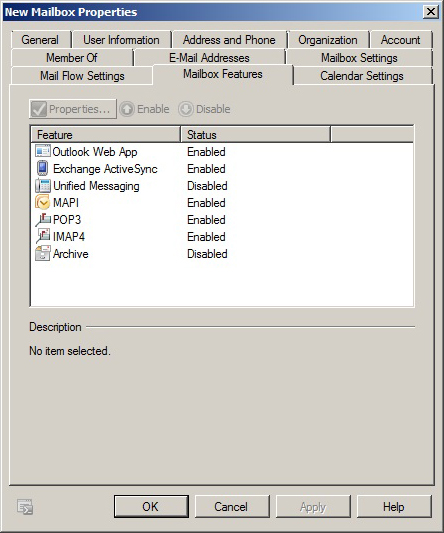 New Mailbox Properties
General User Information Address and Phone Organization Account
Member Of E-Mail Addresses Mailbox Settings
Mail Flow Settings Mailbox Features Calendar Settings
Properties... Enable Disable
Feature Status
Outlook Web App Enabled
Exchange ActiveSync Enabled
Unified Messaging Disabled
MAPI Enabled
POP3 Enabled
IMAP4 Enabled
Archive Disabled
Description
No item selected.
OK Cancel Apply Help